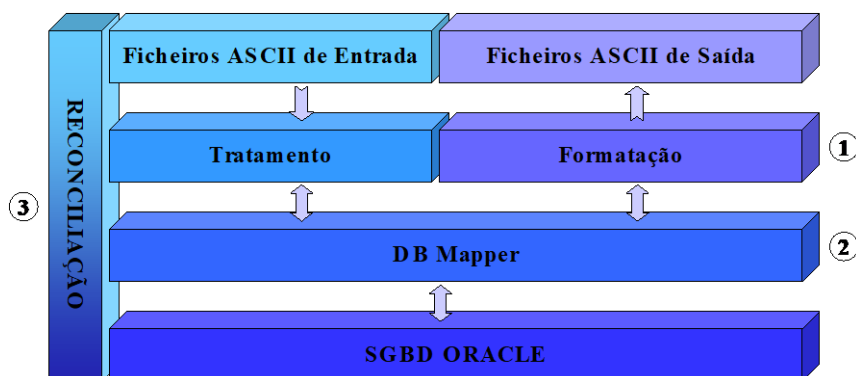 Ficheiros ASCII de Entrada
Ficheiros ASCII de Saída
RECONCILIAÇÃO
Tratamento
Formatação
1
3
DB Mapper
2
SGBD ORACLE